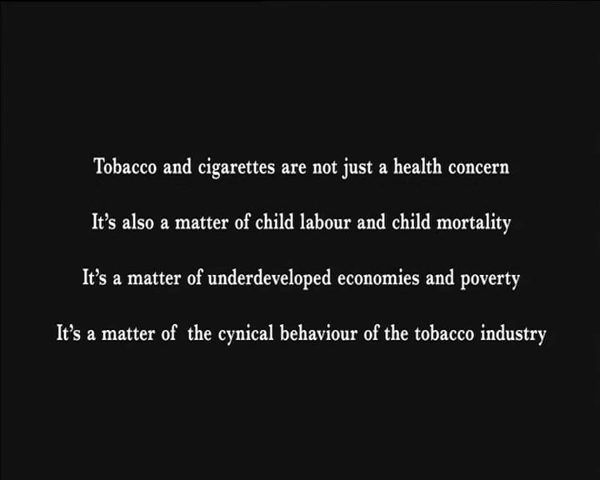 Tobacco and cigarettes are not just a health concern
It's also a matter of child labour and child mortality
It's a matter of underdeveloped economies and poverty
It's a matter of the cynical behaviour of the tobacco industry